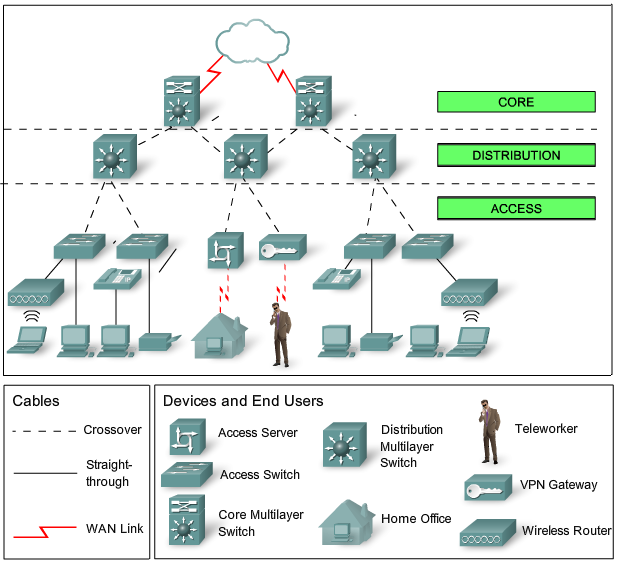 CORE
DISTRIBUTION
ACCESS
Cables
Crossover
Straight-
through
WAN Link
Devices and End Users
Access Server
Access Switch
Core Multilayer
Switch
Distribution
Multilayer
Switch
Home Office
Teleworker
VPN Gateway
Wireless Router